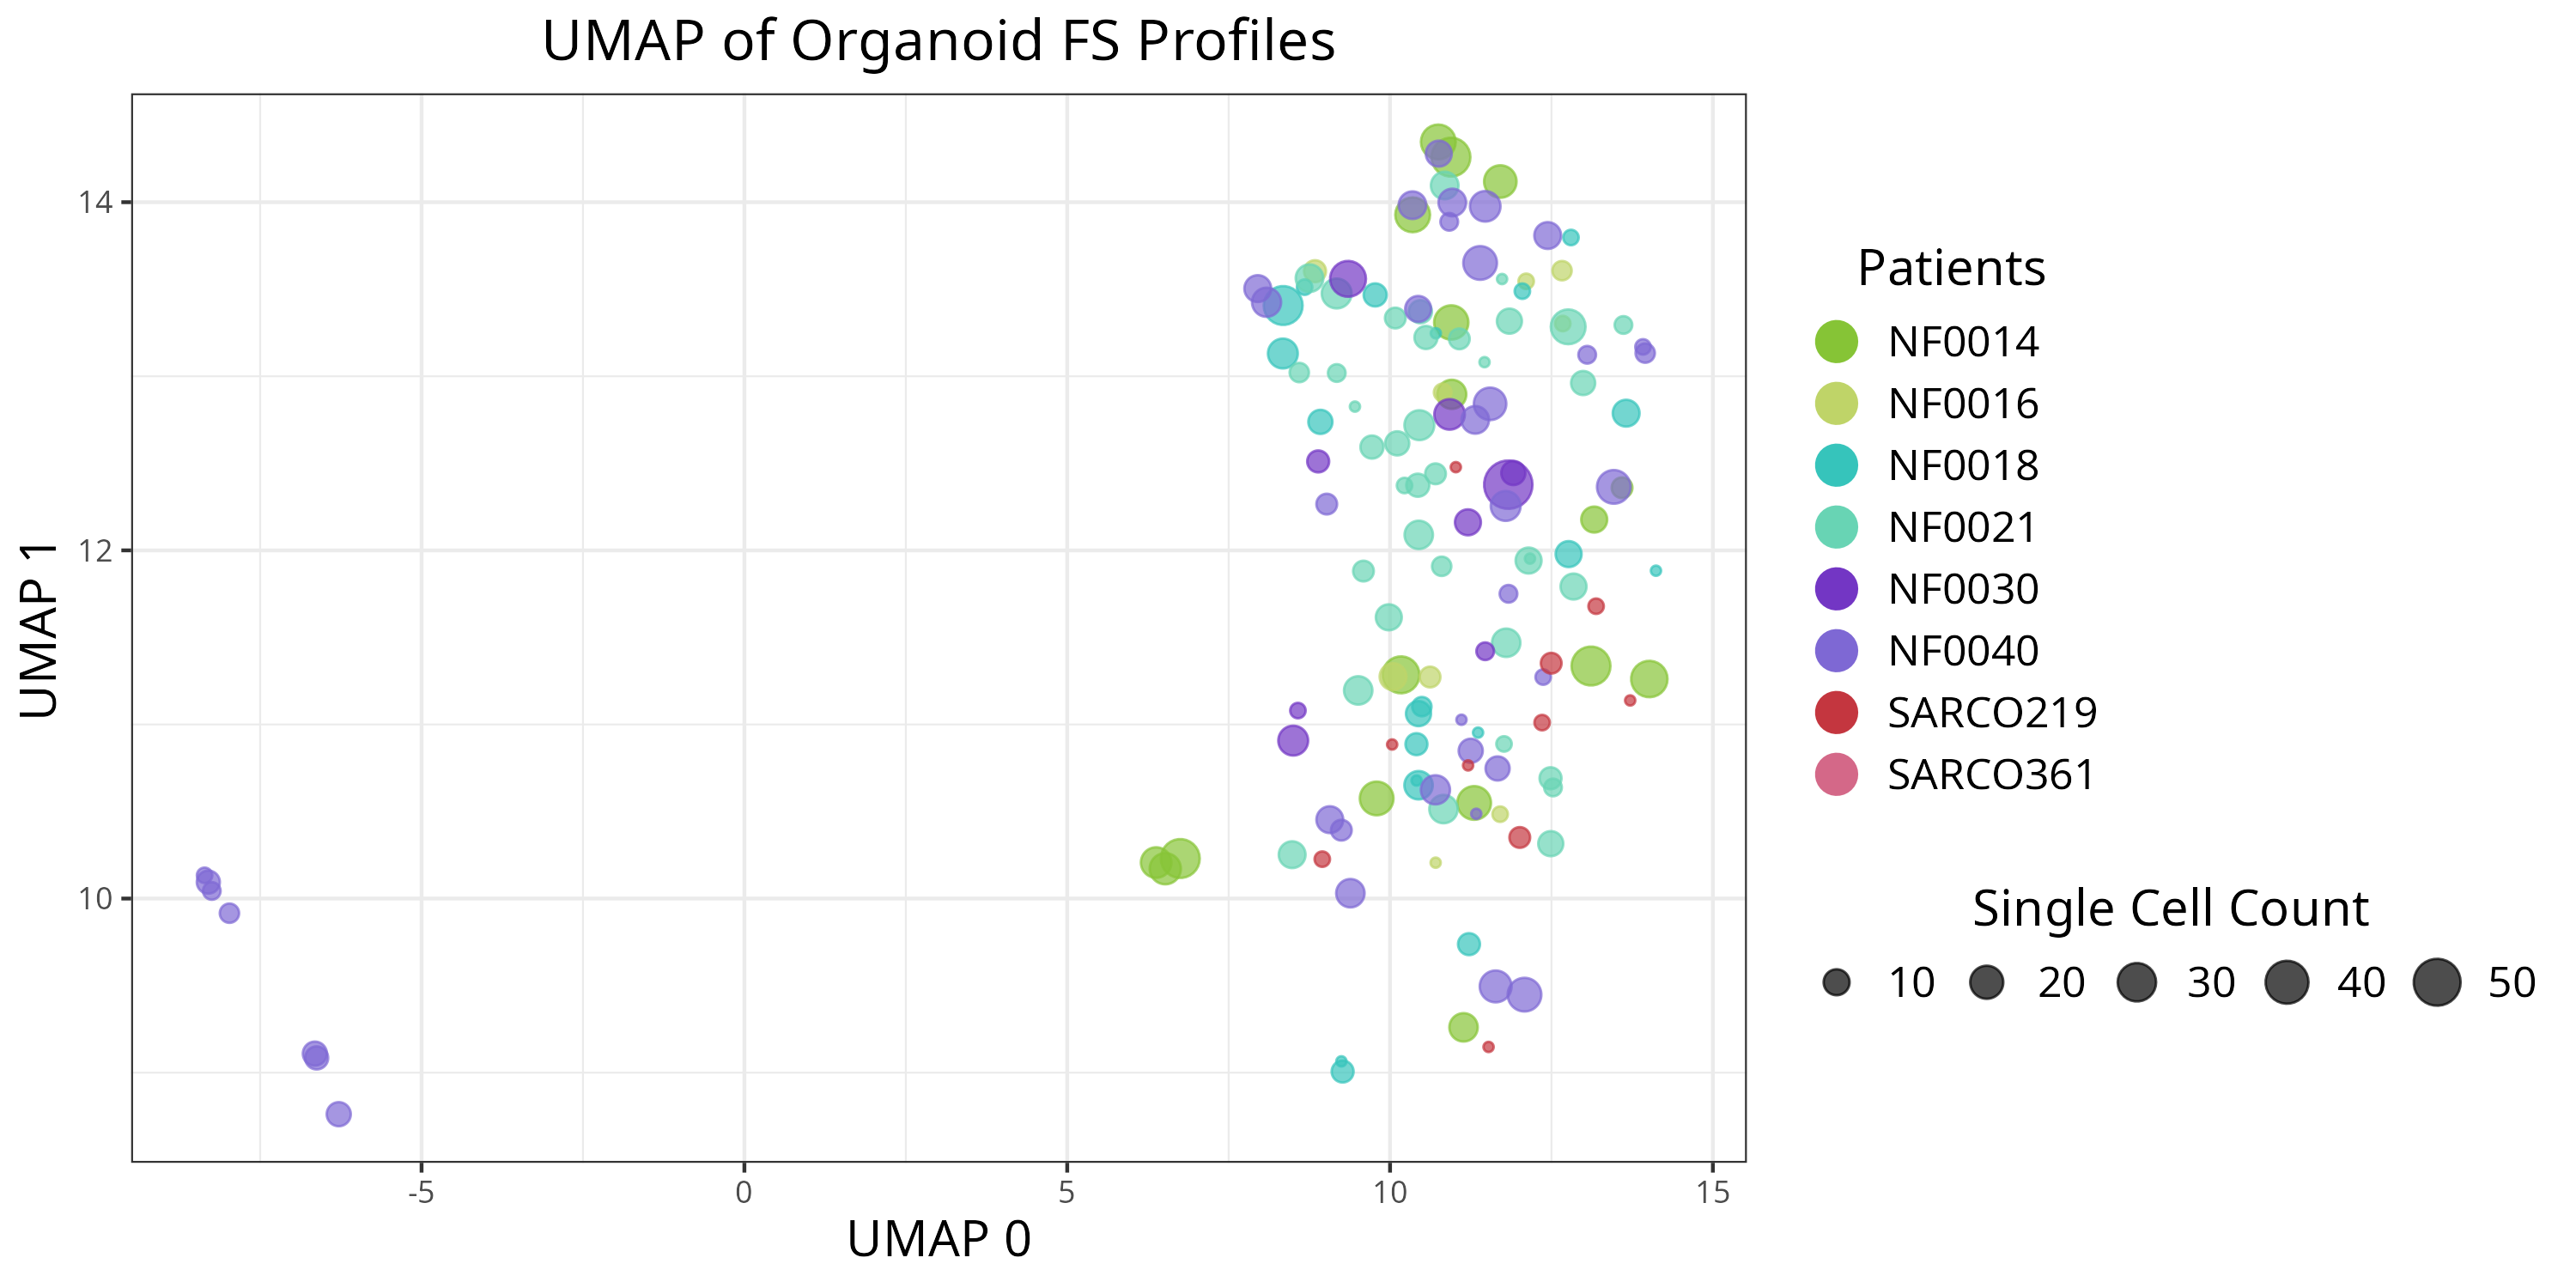 UMAP of Organoid FS Profiles
14
12
10
UMAP 1
-5
0
5
10
15
UMAP 0
Patients
NF0014
NF0016
NF0018
NF0021
NF0030
NF0040
SARCO219
SARCO361
Single Cell Count
10 20 30 40 50